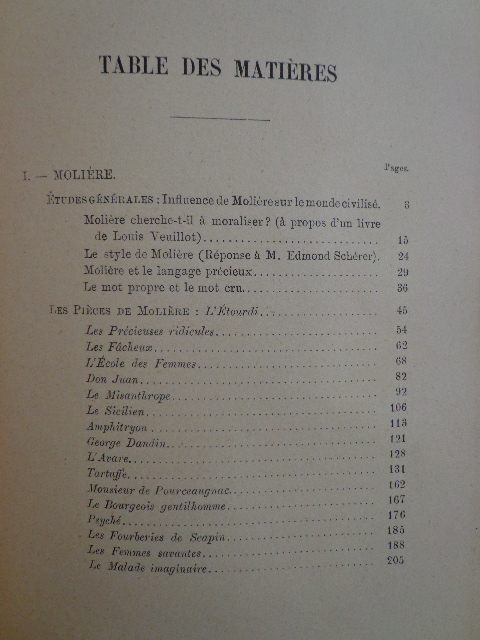 TABLE DES MATIÈRES
Pages.
I. — MOLIÈRE.
ÉTUDES GÉNÉRALES : Influence de Molière sur le monde civilisé. 3
Molière cherche-t-il à moraliser ? (à propos d'un livre
de Louis Veuillot) 15
Le style de Molière (Réponse à M. Edmond Schérer). 24
Molière et le langage précieux 29
Le mot propre et le mot cru 36
LES PIÈCES DE MOLIÈRE : L'Étourdi 45
Les Précieuses ridicules 54
Les Fâcheux 62
L'École des Femmes 68
Don Juan 82
Le Misanthrope 92
Le Sicilien 106
Amphitryon 113
George Dandin 121
L'Avare 128
Tartuffe 131
Monsieur de Pourceaugnac 162
Le Bourgeois gentilhomme 167
Psyché 176
Les Fourberies de Scapin 185
Les Femmes savantes 188
Le Malade imaginaire 205